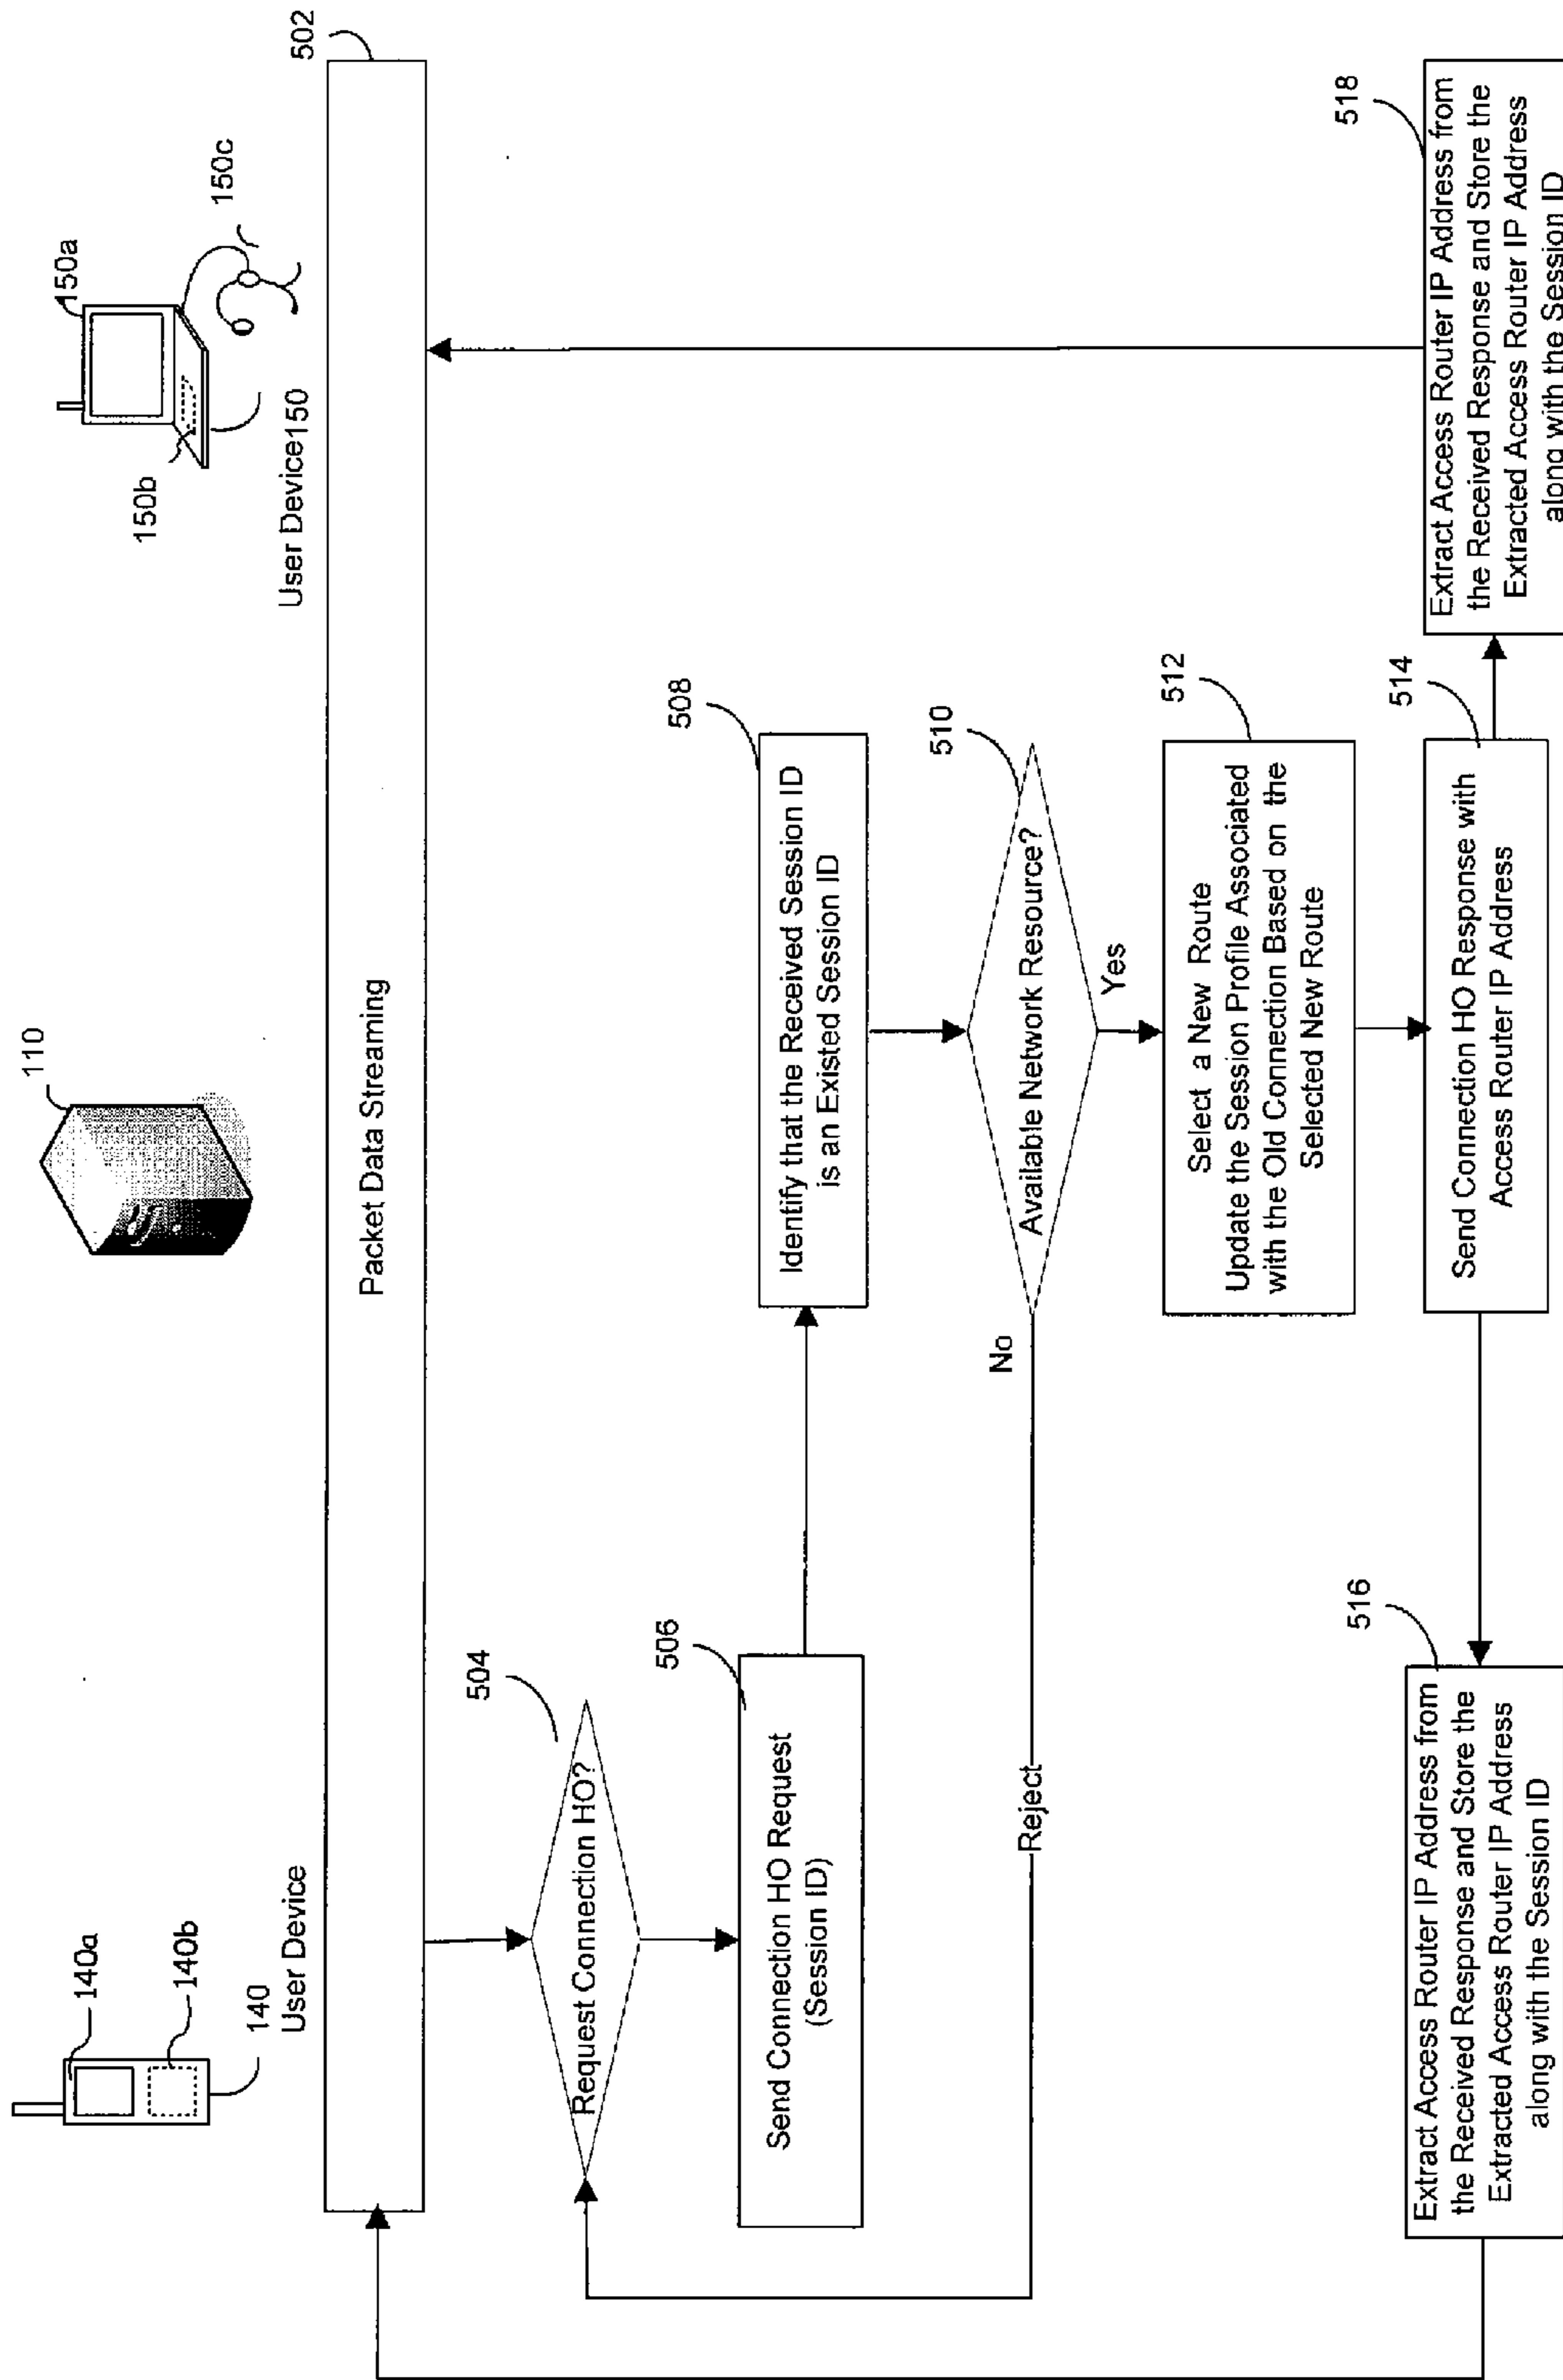 140a
140b
140
User Device
110
150a
150b
150c
User Device150
502
Packet Data Streaming
504
Request Connection HO?
506
Send Connection HO Request
(Session ID)
508
Identify that the Received Session ID
is an Existed Session ID
510
Available Network Resource?
No
Reject
Yes
512
Select a New Route
Update the Session Profile Associated
with the Old Connection Based on the
Selected New Route
514
Send Connection HO Response with
Access Router IP Address
516
Extract Access Router IP Address from
the Received Response and Store the
Extracted Access Router IP Address
along with the Session ID
518
Extract Access Router IP Address from
the Received Response and Store the
Extracted Access Router IP Address
along with the Session ID